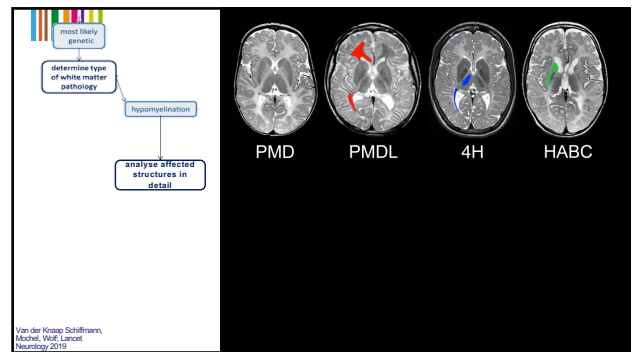 most likely
genetic
determine type
of white matter
pathology
hypomyelination
analyse affected
structures in
detail
PMD
PMDL
4H
HABC
Van der Knaap Schiffmann,
Mochel, Wolf; Lancet
Neurology 2019